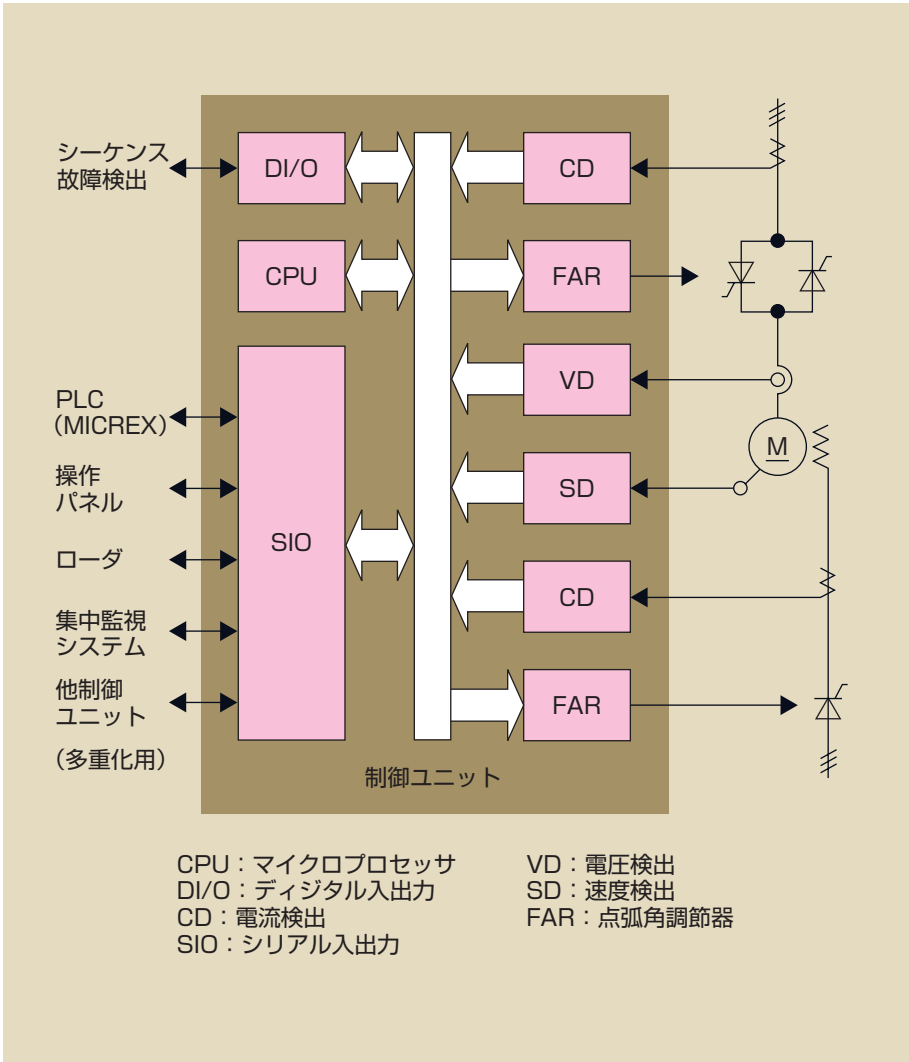 シーケンス
故障検出
DI/O
CD
CPU
FAR
VD
PLC
(MICREX)
M
操作
パネル
SD
SIO
ローダ
CD
集中監視
システム
他制御
ユニット
(多重化用)
FAR
制御ユニット
CPU：マイクロプロセッサ
DI/O：ディジタル入出力
CD：電流検出
SIO：シリアル入出力
VD：電圧検出
SD：速度検出
FAR：点弧角調節器